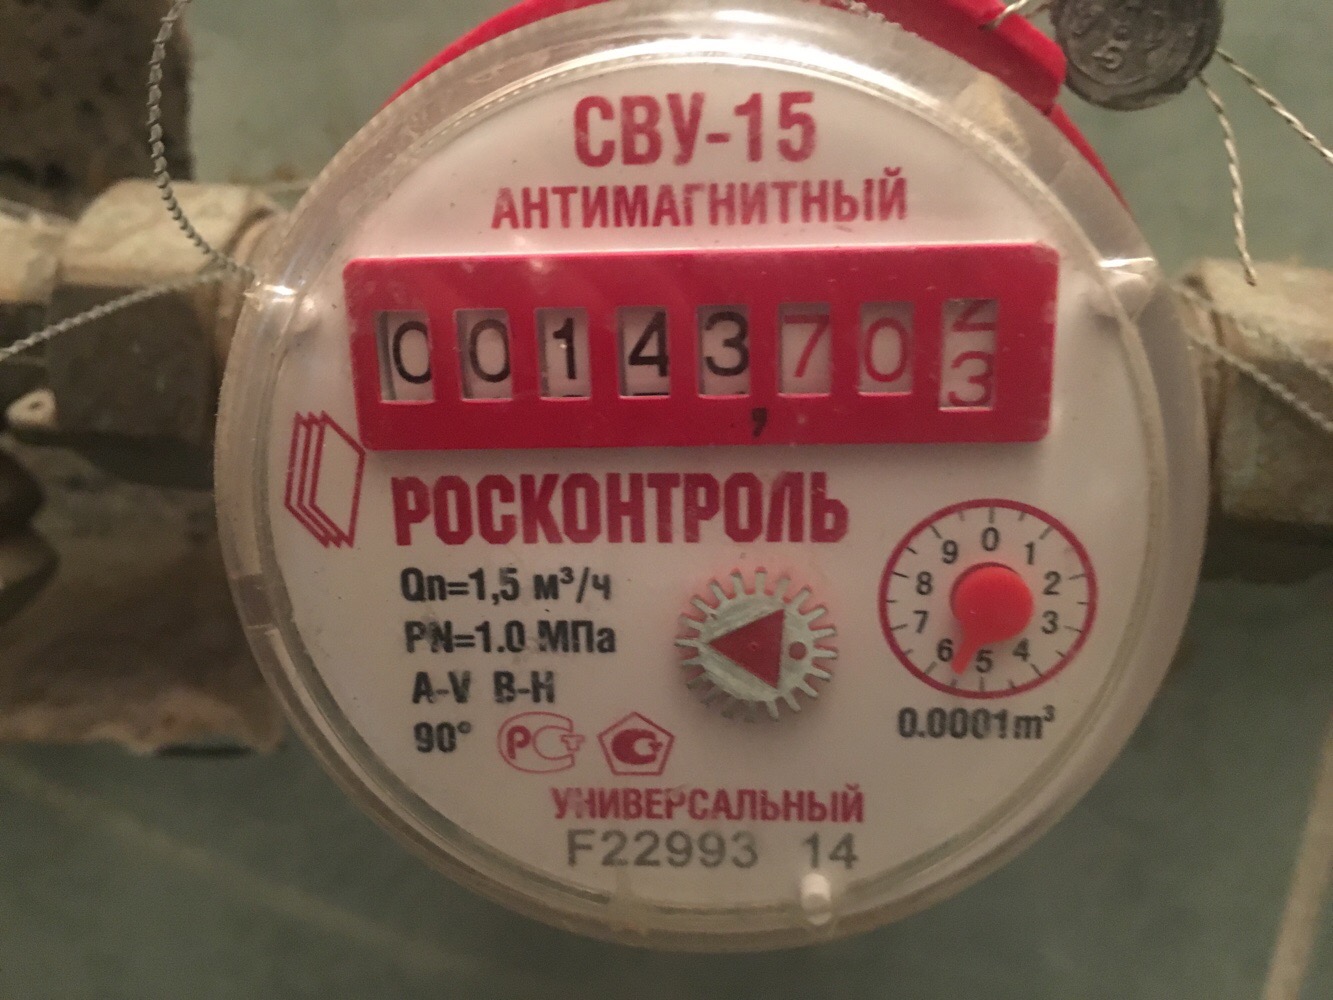 СВУ-15
АНТИМАГНИТНЫЙ
00143,703
РОСКОНТРОЛЬ
Qn=1,5 м³/ч
PN=1.0 МПа
A-V B-H
90°
РСТ
0 1 2 3 4 5 6 7 8 9
0.0001m³
УНИВЕРСАЛЬНЫЙ
F22993 14